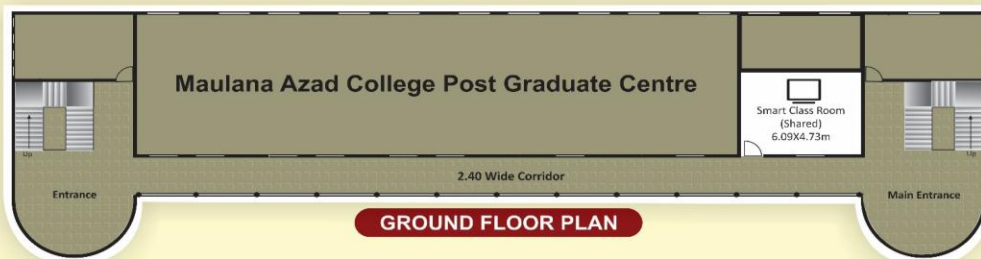 Maulana Azad College Post Graduate Centre
Smart Class Room
(Shared)
6.09X4.73m
Up
Up
2.40 Wide Corridor
Entrance
Main Entrance
GROUND FLOOR PLAN